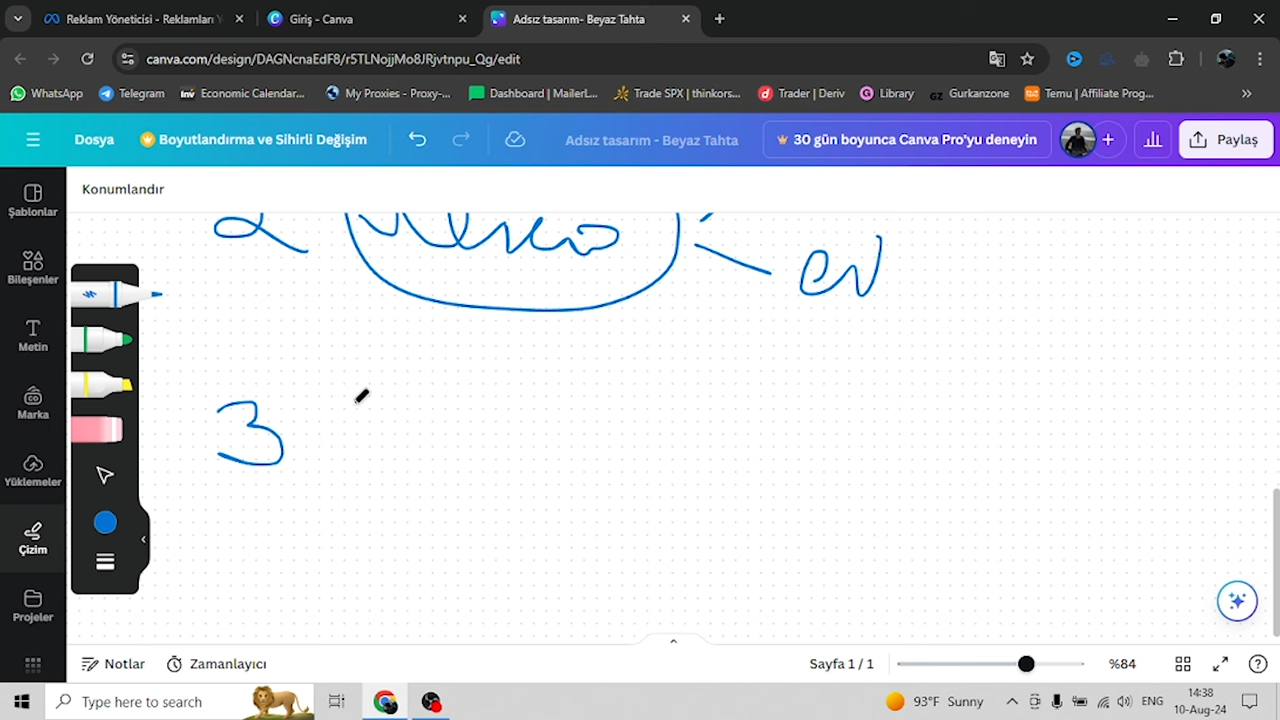 Reklam Yöneticisi - Reklamları Y
Giriş - Canva
Adsız tasarım- Beyaz Tahta
canva.com/design/DAGNcnaEdF8/r5TLNojjMo8JRjvtnpu_Qg/edit
WhatsApp
Telegram
Economic Calendar...
My Proxies - Proxy-...
Dashboard | MailerL...
Trade SPX | thinkors...
Trader | Deriv
Library
GZ Gurkanzone
Temu | Affiliate Prog...
Dosya
Boyutlandırma ve Sihirli Değişim
Adsız tasarım - Beyaz Tahta
30 gün boyunca Canva Pro'yu deneyin
Paylaş
Konumlandır
Şablonlar
Bileşenler
Metin
Marka
Yüklemeler
Çizim
Projeler
2
ev
3
Notlar
Zamanlayıcı
Sayfa 1 / 1
%84
Type here to search
93°F Sunny
ENG
14:38
10-Aug-24